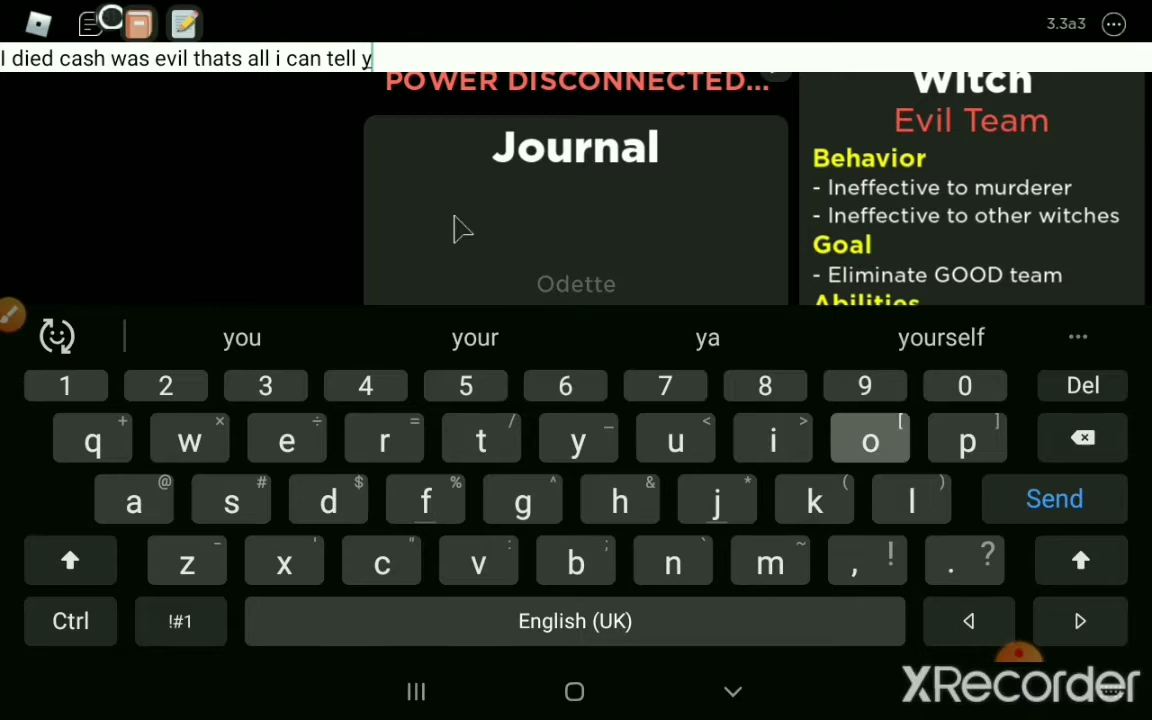 3.3a3
I died cash was evil thats all i can tell y
POWER DISCONNECTED...
Journal
Odette
Witch
Evil Team
Behavior
- Ineffective to murderer
- Ineffective to other witches
Goal
- Eliminate GOOD team
Abilities
you your ya yourself ...
1 2 3 4 5 6 7 8 9 0 Del
+ × ÷ = / _ < > [ ]
q w e r t y u i o p
@ # $ % ^ & * ( )
a s d f g h j k l Send
- ' " : ; ` ~ ! ?
z x c v b n m , .
Ctrl !#1 English (UK)
XRecorder